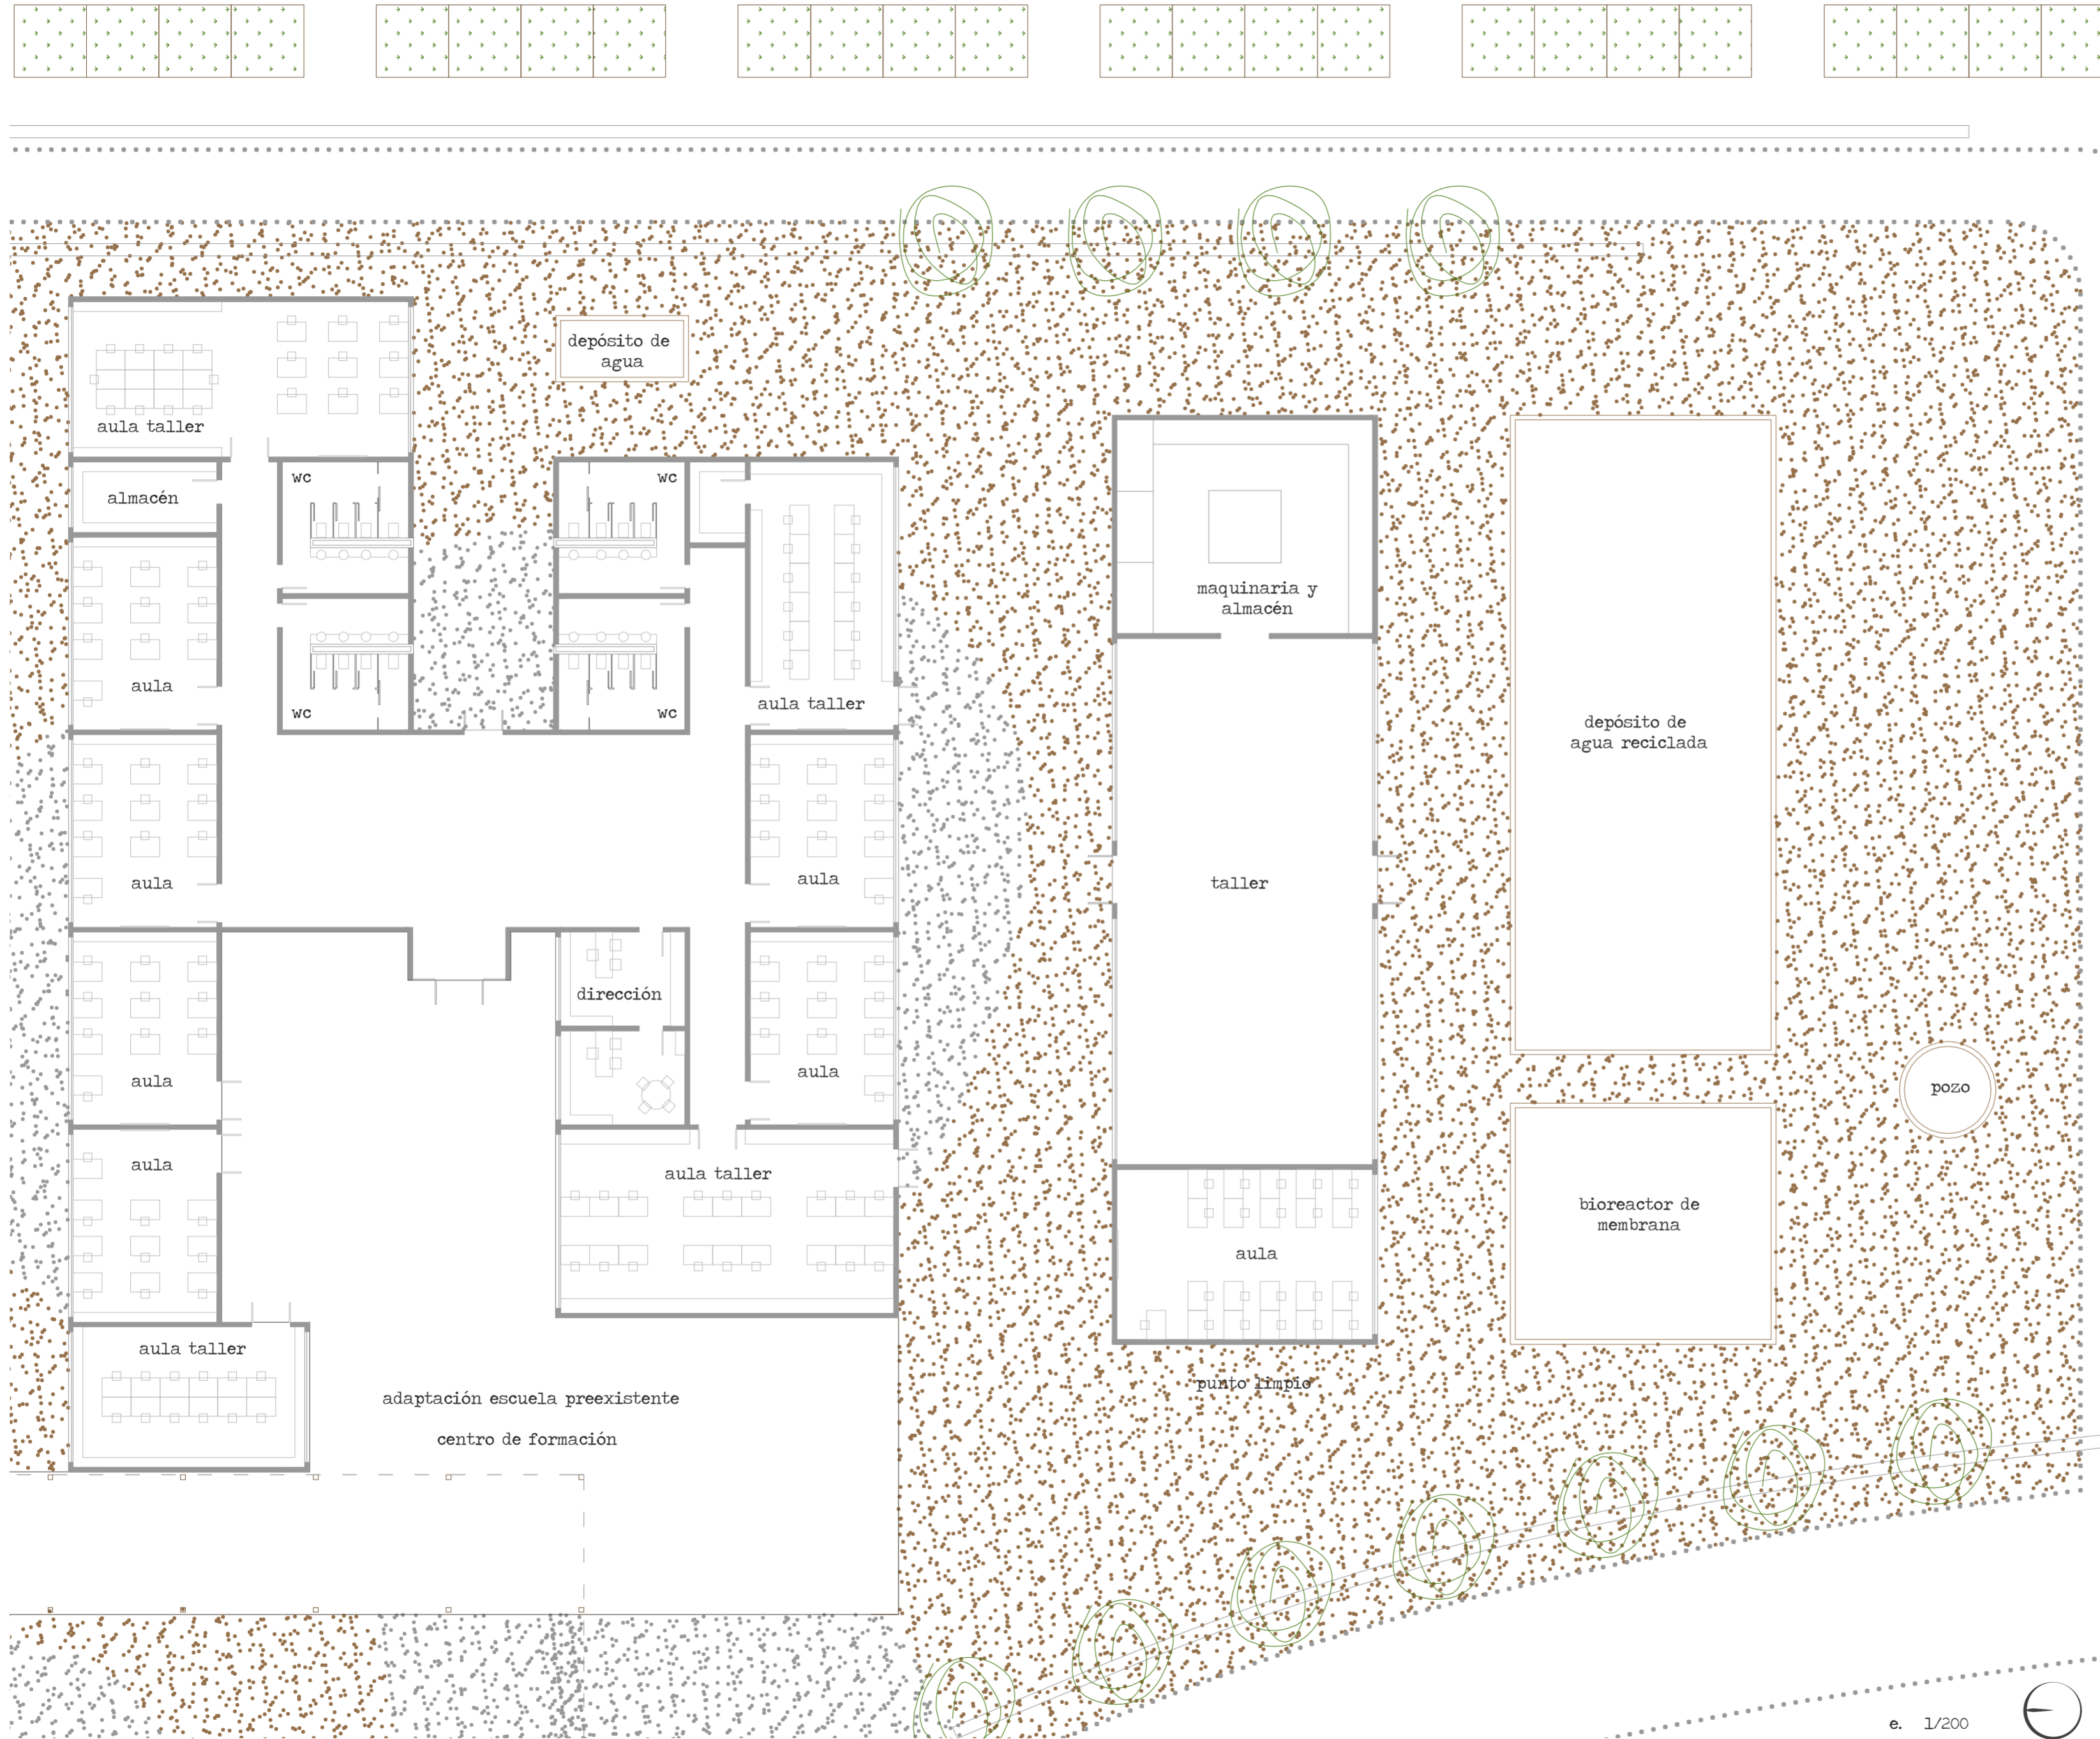 depósito de
agua
aula taller
wc
wc
almacén
maquinaria y
almacén
aula
wc
wc
aula taller
depósito de
agua reciclada
aula
aula
taller
dirección
aula
aula
pozo
aula
aula taller
bioreactor de
membrana
aula
aula taller
punto limpio
adaptación escuela preexistente
centro de formación
e. 1/200